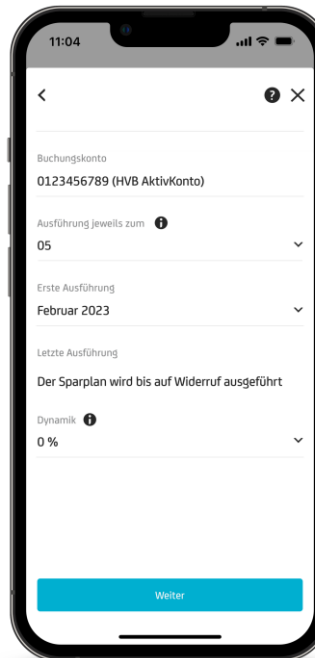 11:04
?
Buchungskonto
0123456789 (HVB AktivKonto)
Ausführung jeweils zum i
05
Erste Ausführung
Februar 2023
Letzte Ausführung
Der Sparplan wird bis auf Widerruf ausgeführt
Dynamik i
0 %
Weiter